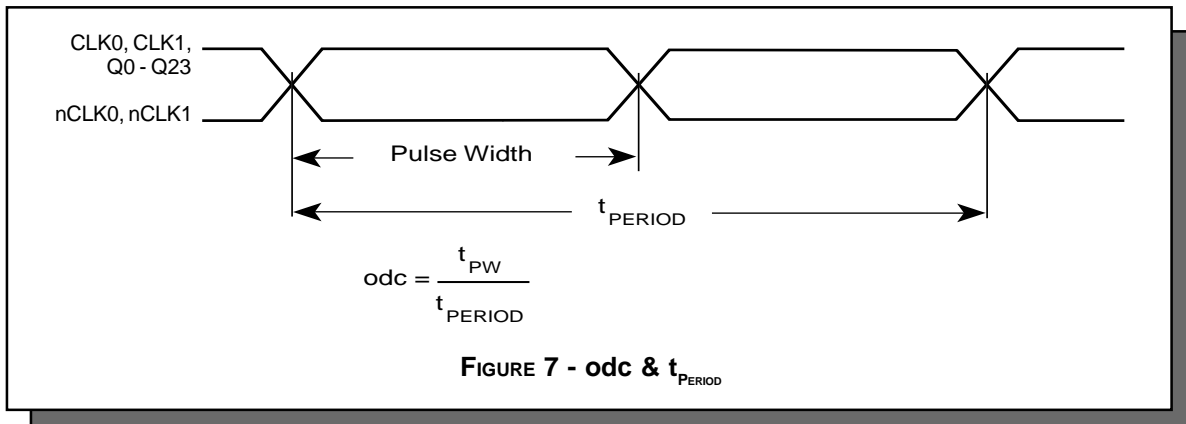 CLK0, CLK1,
Q0 - Q23
nCLK0, nCLK1
Pulse Width
tPERIOD
odc = tPW
tPERIOD
FIGURE 7 - odc & tPERIOD